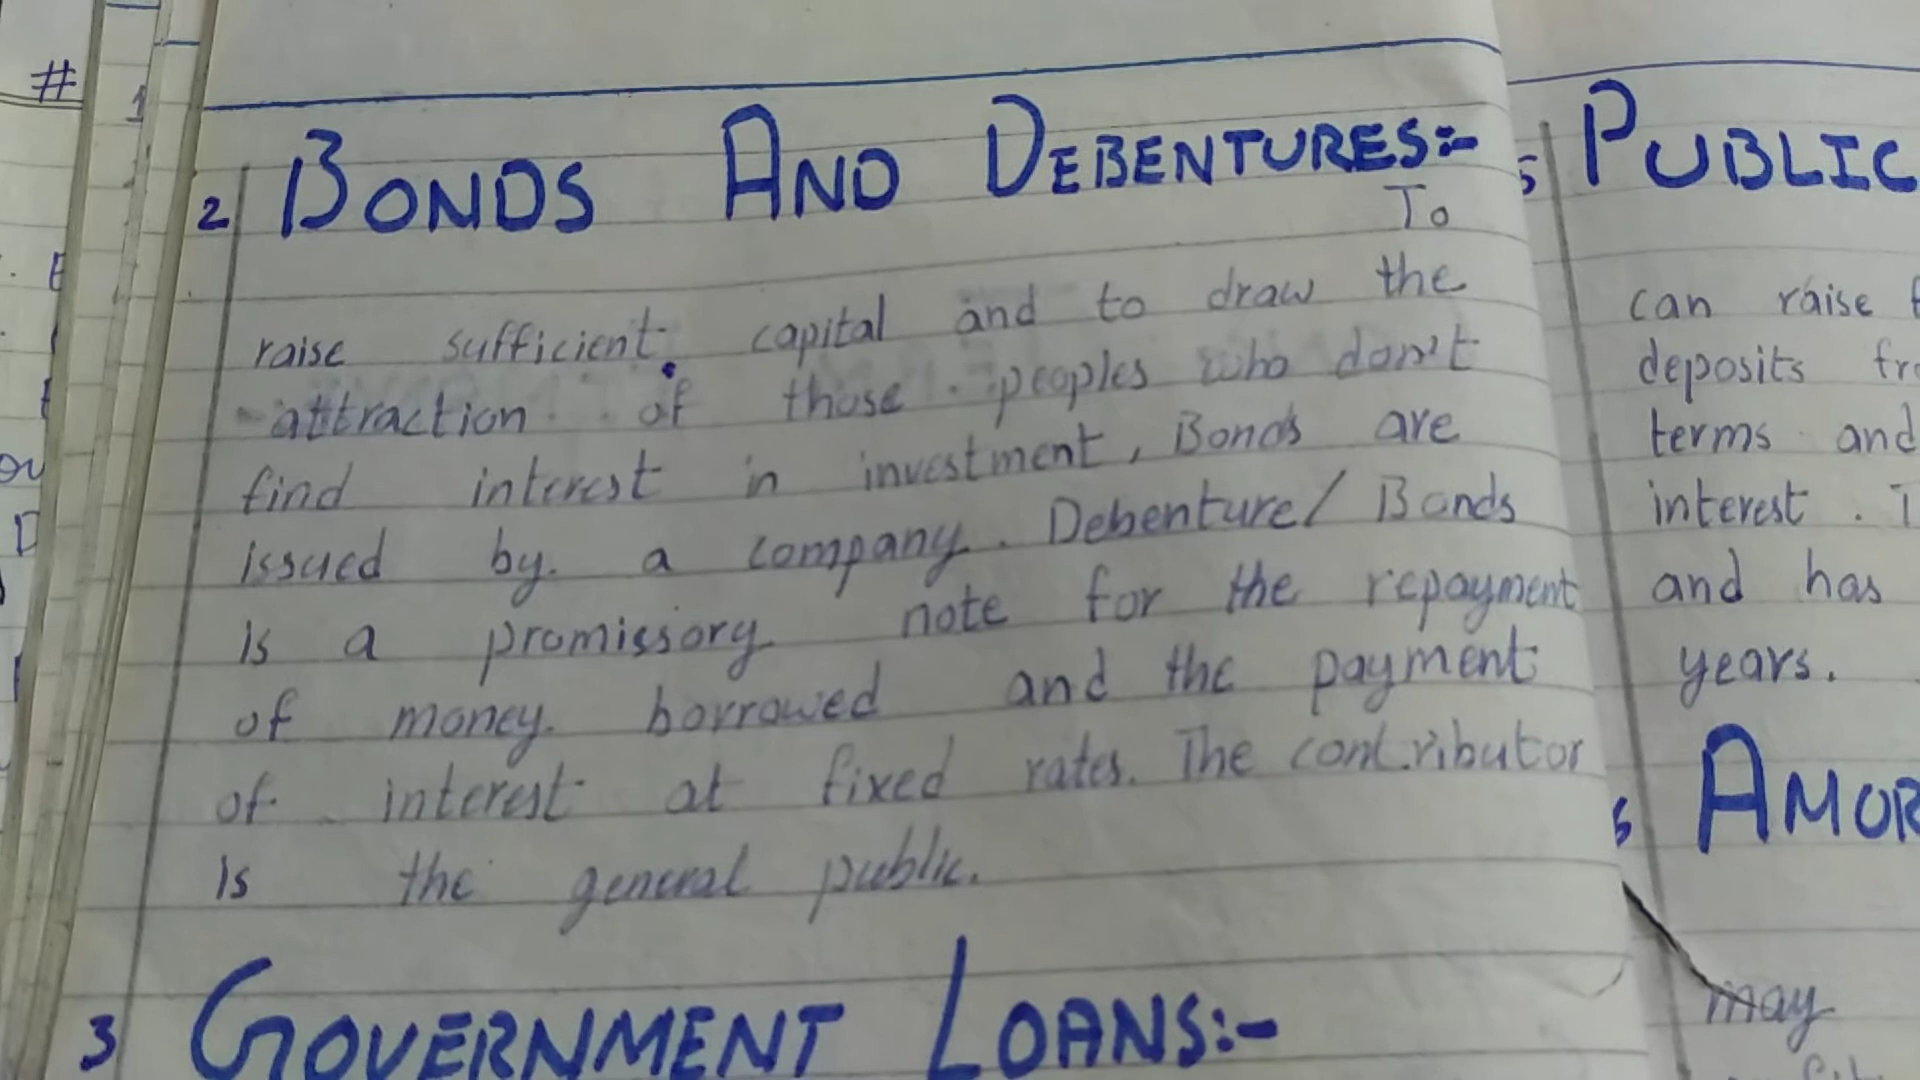 #
1
2 BONDS AND DEBENTURES:-
To
raise sufficient capital and to draw the
attraction of those peoples who don't
find interest in investment, Bonds are
issued by a company. Debenture/Bonds
is a promissory note for the repayment
of money borrowed and the payment
of interest at fixed rates. The contributor
is the general public.
3 GOVERNMENT LOANS:-
5 PUBLIC
can raise
deposits
terms and
interest.
and has
years.
AMOR
may